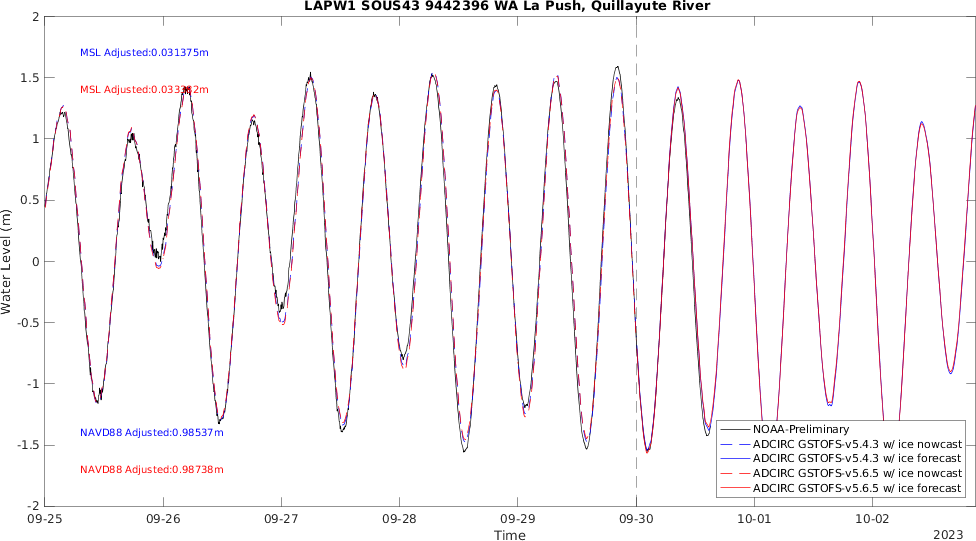 LAPW1 SOUS43 9442396 WA La Push, Quillayute River
2
1.5
1
0.5
0
-0.5
-1
-1.5
-2
Water Level (m)
MSL Adjusted:0.031375m
MSL Adjusted:
NAVD88 Adjusted:0.98537m
NAVD88 Adjusted:0.98738m
NOAA-Preliminary
ADCIRC GSTOFS-v5.4.3 w/ ice nowcast
ADCIRC GSTOFS-v5.4.3 w/ ice forecast
ADCIRC GSTOFS-v5.6.5 w/ ice nowcast
ADCIRC GSTOFS-v5.6.5 w/ ice forecast
09-25 09-26 09-27 09-28 09-29 09-30 10-01 10-02
Time
2023